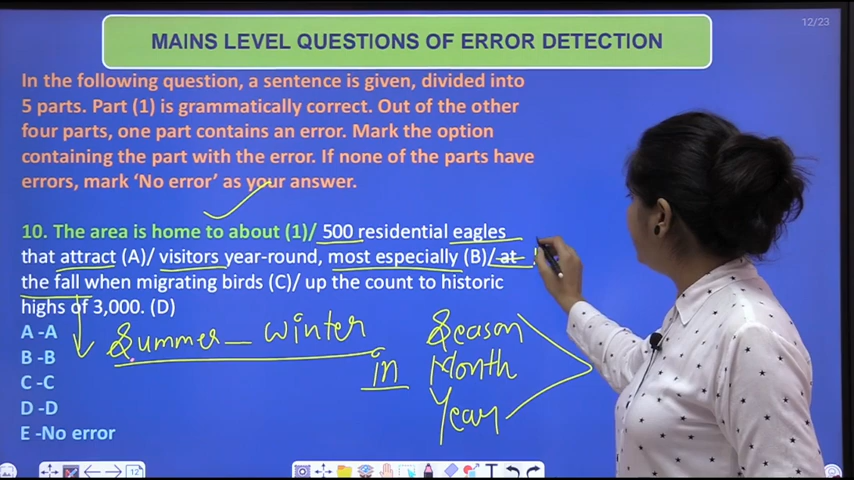 12/23
MAINS LEVEL QUESTIONS OF ERROR DETECTION
In the following question, a sentence is given, divided into
5 parts. Part (1) is grammatically correct. Out of the other
four parts, one part contains an error. Mark the option
containing the part with the error. If none of the parts have
errors, mark ‘No error’ as your answer.
10. The area is home to about (1)/ 500 residential eagles
that attract (A)/ visitors year-round, most especially (B)/ at
the fall when migrating birds (C)/ up the count to historic
highs of 3,000. (D)
A -A
B -B
C -C
D -D
E -No error
Summer - winter
in
Season
Month
Year
12